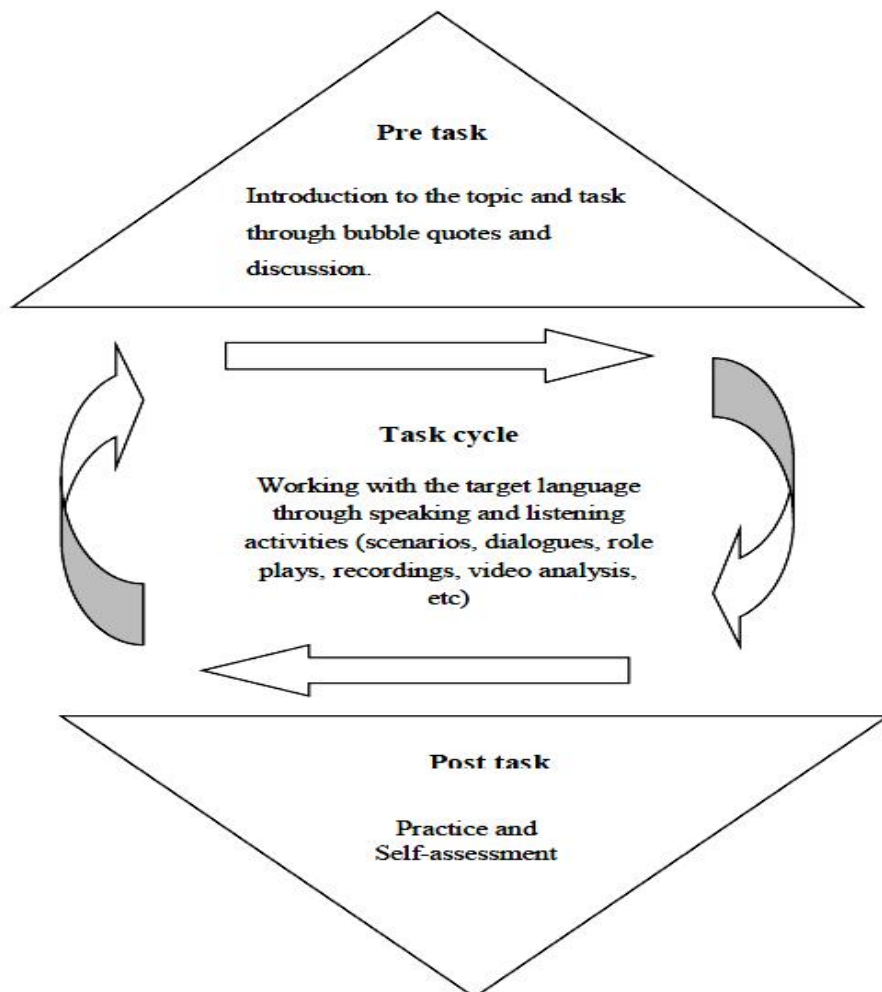 Pre task
Introduction to the topic and task
through bubble quotes and
discussion.
Task cycle
Working with the target language
through speaking and listening
activities (scenarios, dialogues, role
plays, recordings, video analysis,
etc)
Post task
Practice and
Self-assessment